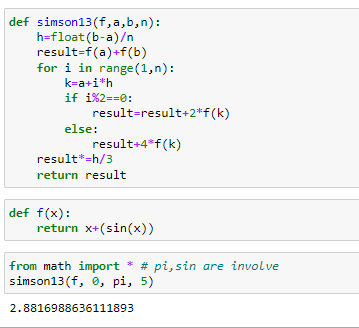 def simson13(f,a,b,n):
    h=float(b-a)/n
    result=f(a)+f(b)
    for i in range(1,n):
        k=a+i*h
        if i%2==0:
            result=result+2*f(k)
        else:
            result+4*f(k)
    result*=h/3
    return result
def f(x):
    return x+(sin(x))
from math import * # pi,sin are involve
simson13(f, 0, pi, 5)
2.8816988636111893